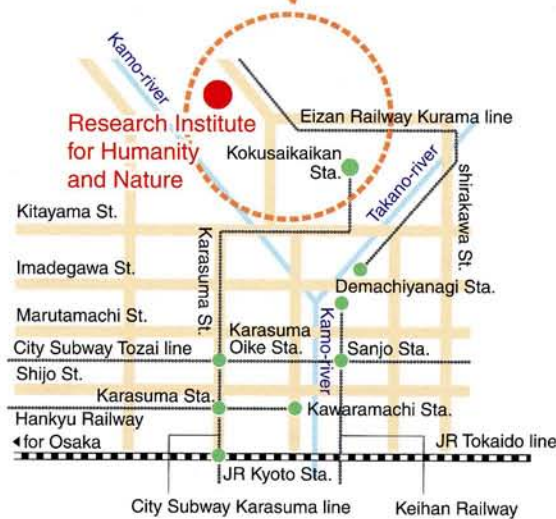 Kamo-river
Research Institute
for Humanity
and Nature
Eizan Railway Kurama line
Kokusaikaikan
Sta.
Takano-river
shirakawa St.
Kitayama St.
Karasuma St.
Imadegawa St.
Demachiyanagi Sta.
Marutamachi St.
Karasuma
Oike Sta.
Kamo-river
City Subway Tozai line
Sanjo Sta.
Shijo St.
Karasuma Sta.
Kawaramachi Sta.
Hankyu Railway
for Osaka
JR Tokaido line
JR Kyoto Sta.
City Subway Karasuma line
Keihan Railway